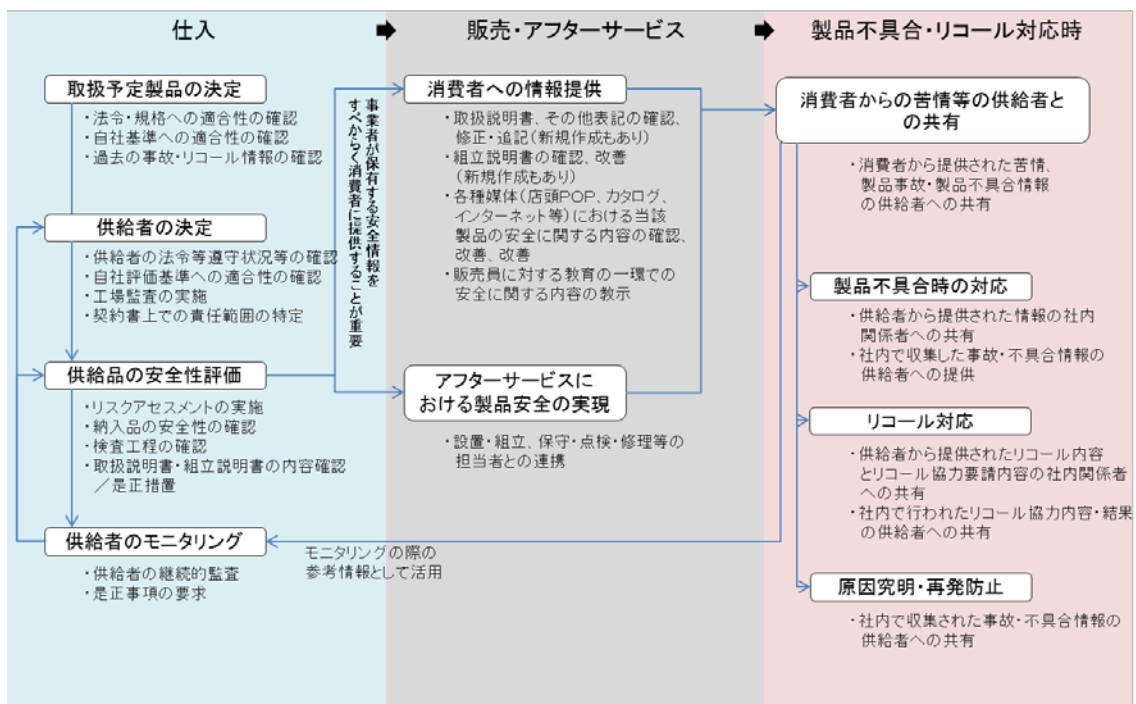 仕入
取扱予定製品の決定
・法令・規格への適合性の確認
・自社基準への適合性の確認
・過去の事故・リコール情報の確認
供給者の決定
・供給者の法令等遵守状況等の確認
・自社評価基準への適合性の確認
・工場監査の実施
・契約書上での責任範囲の特定
供給品の安全性評価
・リスクアセスメントの実施
・納入品の安全性の確認
・検査工程の確認
・取扱説明書・組立説明書の内容確認
／是正措置
供給者のモニタリング
・供給者の継続的監査
・是正事項の要求
事業者が保有する安全情報を
すべからく消費者に提供することが重要
販売・アフターサービス
消費者への情報提供
・取扱説明書、その他表記の確認、
修正・追記（新規作成もあり）
・組立説明書の確認、改善
（新規作成もあり）
・各種媒体（店頭POP、カタログ、
インターネット等）における当該
製品の安全に関する内容の確認、
改善、改善
・販売員に対する教育の一環での
安全に関する内容の教示
アフターサービスに
おける製品安全の実現
・設置・組立、保守・点検・修理等の
担当者との連携
モニタリングの際の
参考情報として活用
製品不具合・リコール対応時
消費者からの苦情等の供給者と
の共有
・消費者から提供された苦情、
製品事故・製品不具合情報
の供給者への共有
製品不具合時の対応
・供給者から提供された情報の社内
関係者への共有
・社内で収集した事故・不具合情報の
供給者への提供
リコール対応
・供給者から提供されたリコール内容
とリコール協力要請内容の社内関係者
への共有
・社内で行われたリコール協力内容・結果
の供給者への共有
原因究明・再発防止
・社内で収集された事故・不具合情報の
供給者への共有